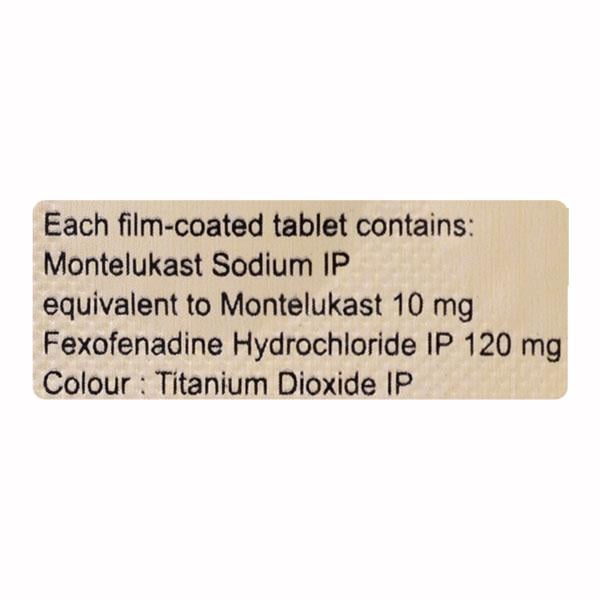 Each film-coated tablet contains:
Montelukast Sodium IP
equivalent to Montelukast 10 mg
Fexofenadine Hydrochloride IP 120 mg
Colour : Titanium Dioxide IP